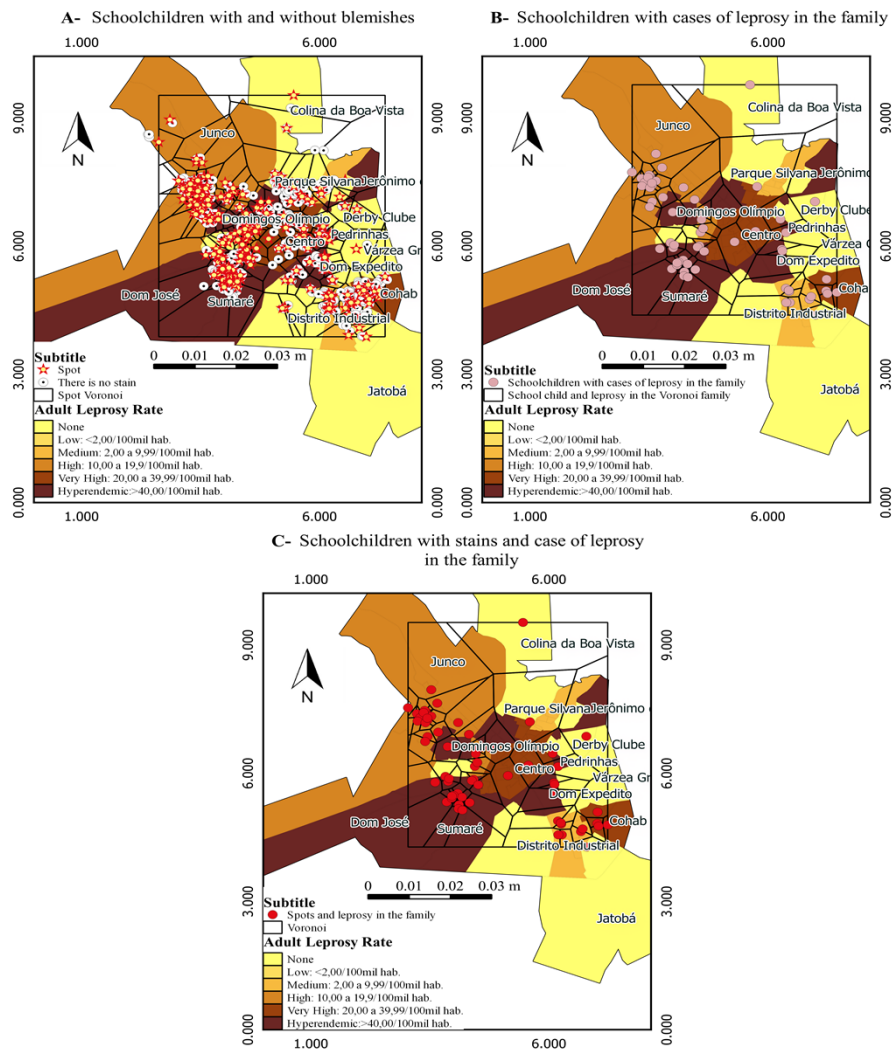 A- Schoolchildren with and without blemishes
1.000 6.000
9.000
6.000
3.000
0.000
N
Colina da Boa Vista
Junco
Parque Silvana Jerônimo
Domingos Olímpio
Derby Clube
Pedrinhas
Centro
Várzea Gr
Dom Expedito
Dom José
Sumaré
Cohab
Distrito Industrial
Jatobá
0 0.01 0.02 0.03 m
Subtitle
Spot
There is no stain
Spot Voronoi
Adult Leprosy Rate
None
Low: <2,00/100mil hab.
Medium: 2,00 a 9,99/100mil hab.
High: 10,00 a 19,9/100mil hab.
Very High: 20,00 a 39,99/100mil hab.
Hyperendemic:>40,00/100mil hab.
9.000
6.000
3.000
0.000
1.000 6.000
B- Schoolchildren with cases of leprosy in the family
1.000 6.000
N
Colina da Boa Vista
Junco
Parque Silvana Jerônimo
Domingos Olímpio
Derby Clube
Pedrinhas
Centro
Várzea Gr
Dom Expedito
Dom José
Sumaré
Cohab
Distrito Industrial
Jatobá
0 0.01 0.02 0.03 m
Subtitle
Schoolchildren with cases of leprosy in the family
School child and leprosy in the Voronoi family
Adult Leprosy Rate
None
Low: <2,00/100mil hab.
Medium: 2,00 a 9,99/100mil hab.
High: 10,00 a 19,9/100mil hab.
Very High: 20,00 a 39,99/100mil hab.
Hyperendemic:>40,00/100mil hab.
9.000
6.000
3.000
0.000
1.000 6.000
C- Schoolchildren with stains and case of leprosy
in the family
1.000 6.000
9.000
6.000
3.000
0.000
N
Colina da Boa Vista
Junco
Parque Silvana Jerônimo
Domingos Olímpio
Derby Clube
Pedrinhas
Centro
Várzea Gr
Dom Expedito
Dom José
Sumaré
Cohab
Distrito Industrial
Jatobá
0 0.01 0.02 0.03 m
Subtitle
Spots and leprosy in the family
Voronoi
Adult Leprosy Rate
None
Low: <2,00/100mil hab.
Medium: 2,00 a 9,99/100mil hab.
High: 10,00 a 19,9/100mil hab.
Very High: 20,00 a 39,99/100mil hab.
Hyperendemic:>40,00/100mil hab.
9.000
6.000
3.000
0.000
1.000 6.000